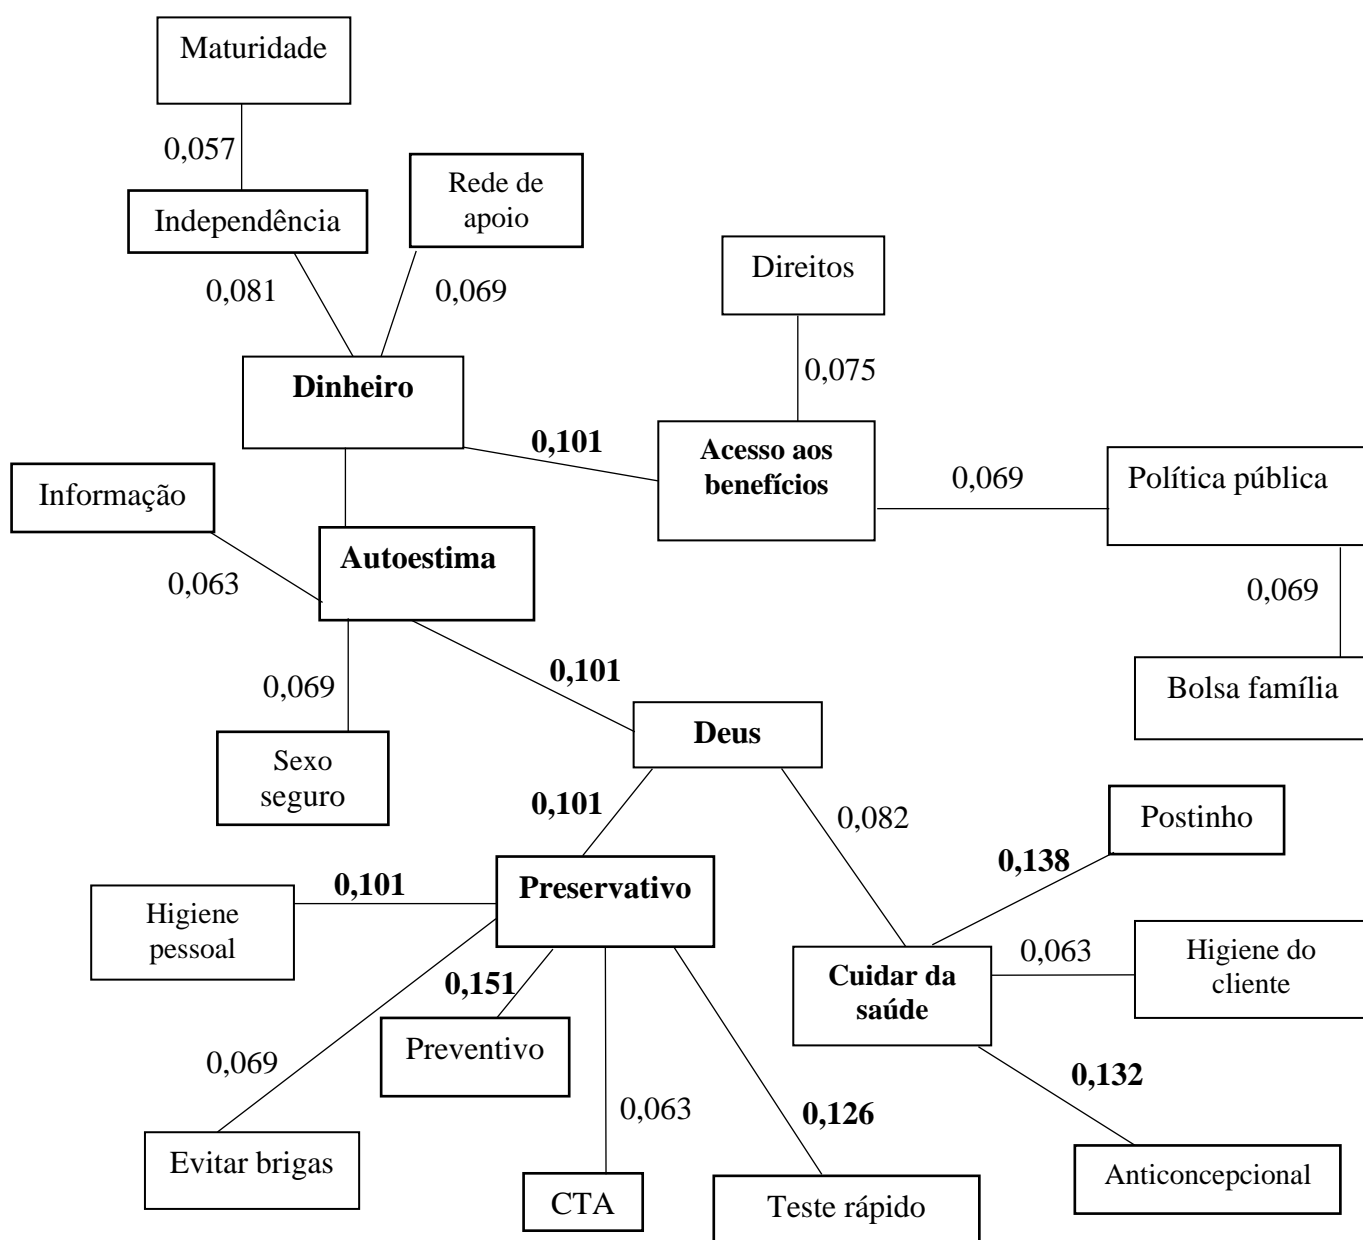 Maturidade
0,057
Rede de
apoio
Independência
Direitos
0,081
0,069
0,075
Dinheiro
0,101
Acesso aos
benefícios
0,069
Política pública
Informação
Autoestima
0,063
0,069
0,101
0,069
Bolsa família
Deus
Sexo
seguro
0,101
0,082
Postinho
0,138
Preservativo
0,101
Higiene
pessoal
0,063
Higiene do
cliente
Cuidar da
saúde
0,151
Preventivo
0,069
0,063
0,126
0,132
Evitar brigas
CTA
Teste rápido
Anticoncepcional